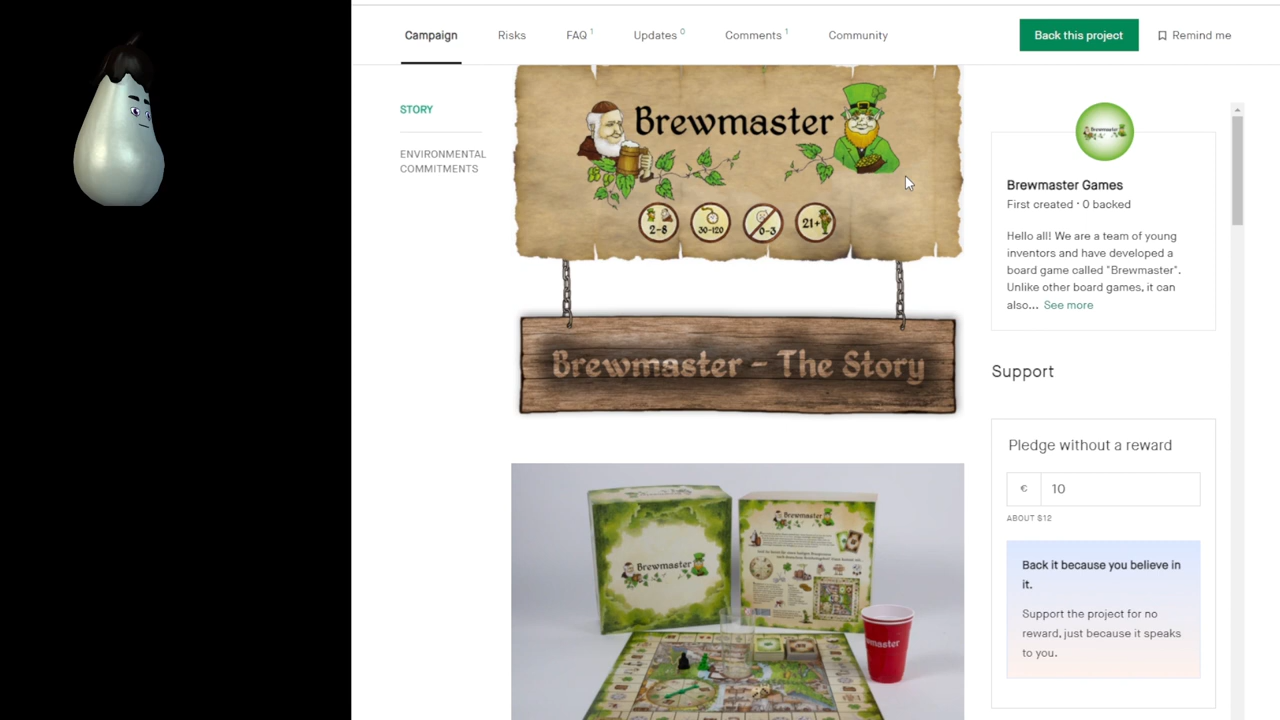 Campaign
Risks
FAQ 1
Updates 0
Comments 1
Community
Back this project
Remind me
STORY
ENVIRONMENTAL
COMMITMENTS
Brewmaster
2-8
30-120
0-3
21+
Brewmaster - The Story
Brewmaster
Brewmaster
master
Brewmaster
Brewmaster Games
First created · 0 backed
Hello all! We are a team of young
inventors and have developed a
board game called "Brewmaster".
Unlike other board games, it can
also... See more
Support
Pledge without a reward
€ 10
ABOUT $12
Back it because you believe in
it.
Support the project for no
reward, just because it speaks
to you.